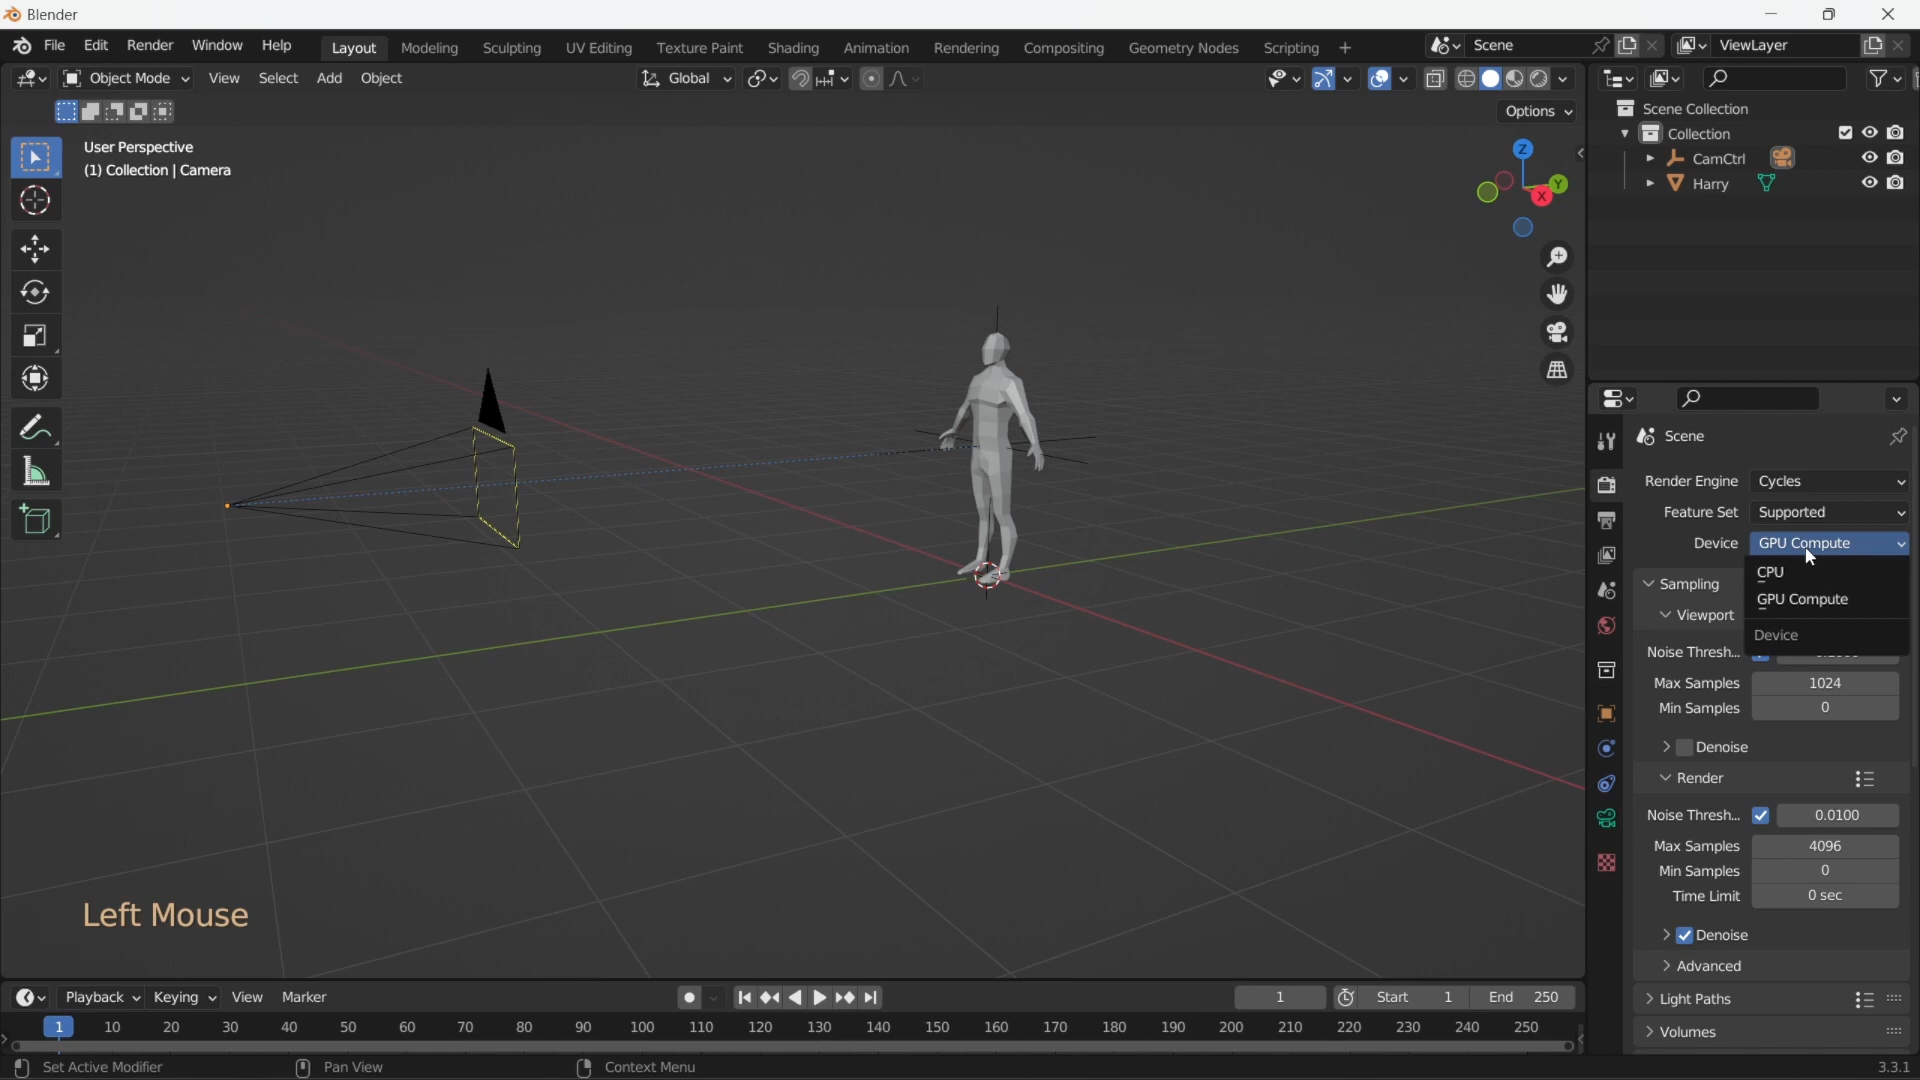 Blender
File Edit Render Window Help Layout Modeling Sculpting UV Editing Texture Paint Shading Animation Rendering Compositing Geometry Nodes Scripting + Scene ViewLayer
Object Mode View Select Add Object Global
Options
User Perspective
(1) Collection | Camera
Z
Y
X
Left Mouse
Scene Collection
Collection
CamCtrl
Harry
Scene
Render Engine Cycles
Feature Set Supported
Device GPU Compute
CPU
GPU Compute
Device
Sampling
Viewport
Noise Thresh...
Max Samples 1024
Min Samples 0
Denoise
Render
Noise Thresh... 0.0100
Max Samples 4096
Min Samples 0
Time Limit 0 sec
Denoise
Advanced
Light Paths
Volumes
Playback Keying View Marker 1 Start 1 End 250
1 10 20 30 40 50 60 70 80 90 100 110 120 130 140 150 160 170 180 190 200 210 220 230 240 250
Set Active Modifier Pan View Context Menu 3.3.1